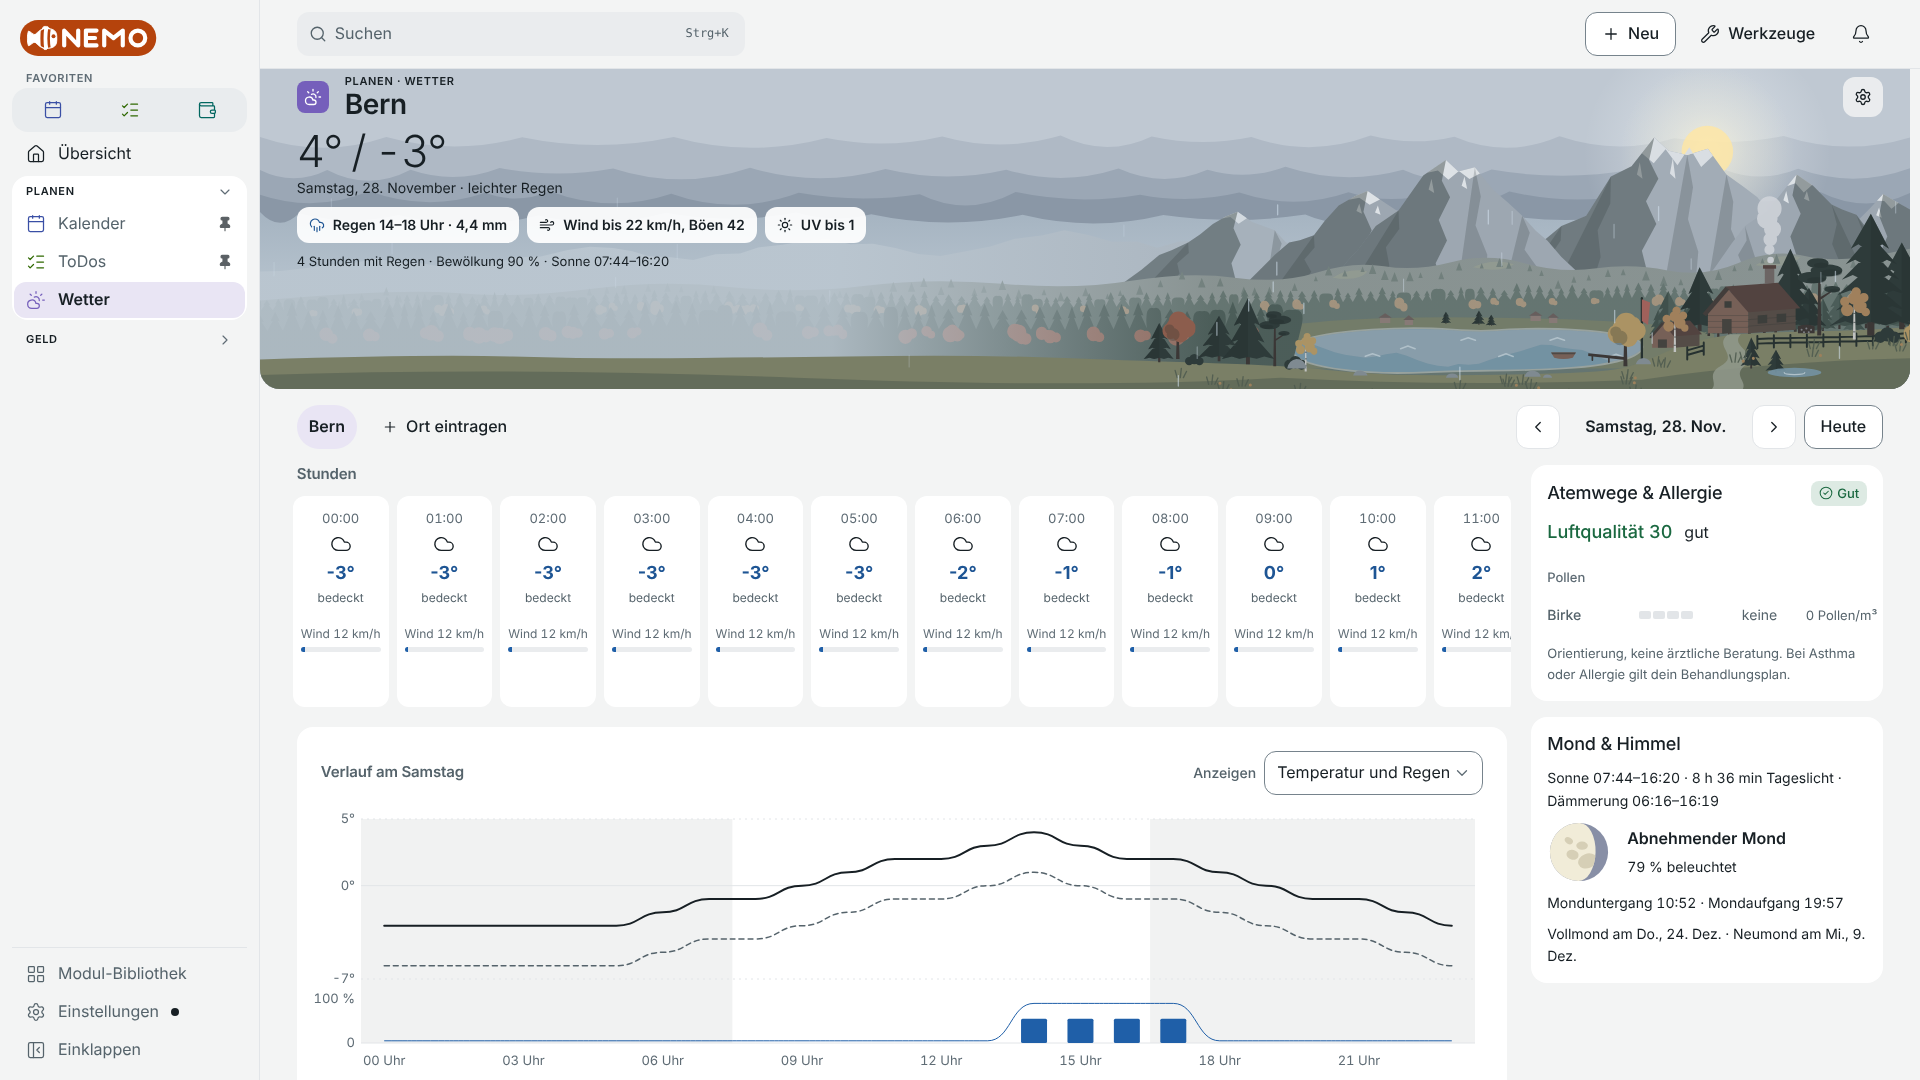 NEMO
FAVORITEN
Übersicht
PLANEN
Kalender
ToDos
Wetter
GELD
Modul-Bibliothek
Einstellungen
Einklappen
Suchen
Strg+K
Neu
Werkzeuge
PLANEN · WETTER
Bern
4° / -3°
Samstag, 28. November · leichter Regen
Regen 14–18 Uhr · 4,4 mm
Wind bis 22 km/h, Böen 42
UV bis 1
4 Stunden mit Regen · Bewölkung 90 % · Sonne 07:44–16:20
Bern
Ort eintragen
Samstag, 28. Nov.
Heute
Stunden
00:00 01:00 02:00 03:00 04:00 05:00 06:00 07:00 08:00 09:00 10:00 11:00
-3° -3° -3° -3° -3° -3° -2° -1° -1° 0° 1° 2°
bedeckt bedeckt bedeckt bedeckt bedeckt bedeckt bedeckt bedeckt bedeckt bedeckt bedeckt bedeckt
Wind 12 km/h Wind 12 km/h Wind 12 km/h Wind 12 km/h Wind 12 km/h Wind 12 km/h Wind 12 km/h Wind 12 km/h Wind 12 km/h Wind 12 km/h Wind 12 km/h Wind 12 km/
Verlauf am Samstag
Anzeigen
Temperatur und Regen
5°
0°
-7°
100 %
0
00 Uhr 03 Uhr 06 Uhr 09 Uhr 12 Uhr 15 Uhr 18 Uhr 21 Uhr
Atemwege & Allergie
Gut
Luftqualität 30 gut
Pollen
Birke keine 0 Pollen/m³
Orientierung, keine ärztliche Beratung. Bei Asthma
oder Allergie gilt dein Behandlungsplan.
Mond & Himmel
Sonne 07:44–16:20 · 8 h 36 min Tageslicht ·
Dämmerung 06:16–16:19
Abnehmender Mond
79 % beleuchtet
Monduntergang 10:52 · Mondaufgang 19:57
Vollmond am Do., 24. Dez. · Neumond am Mi., 9.
Dez.